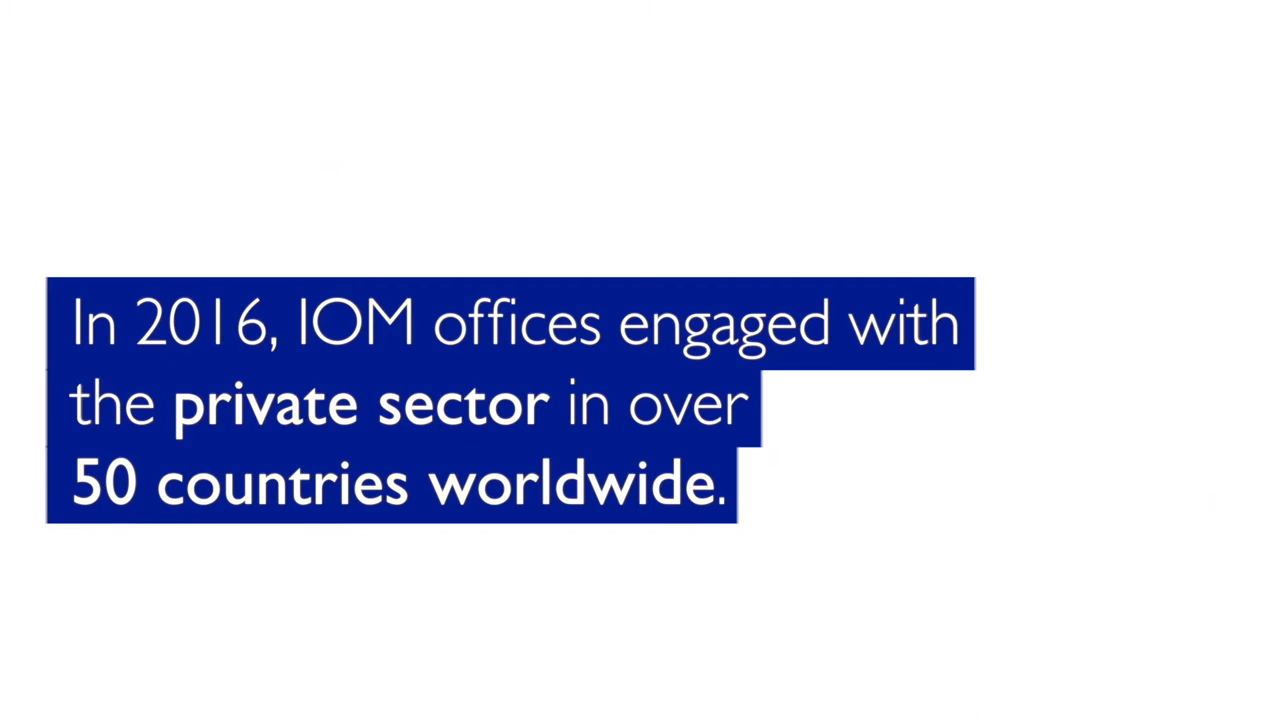 In 2016, IOM offices engaged with
the private sector in over
50 countries worldwide.